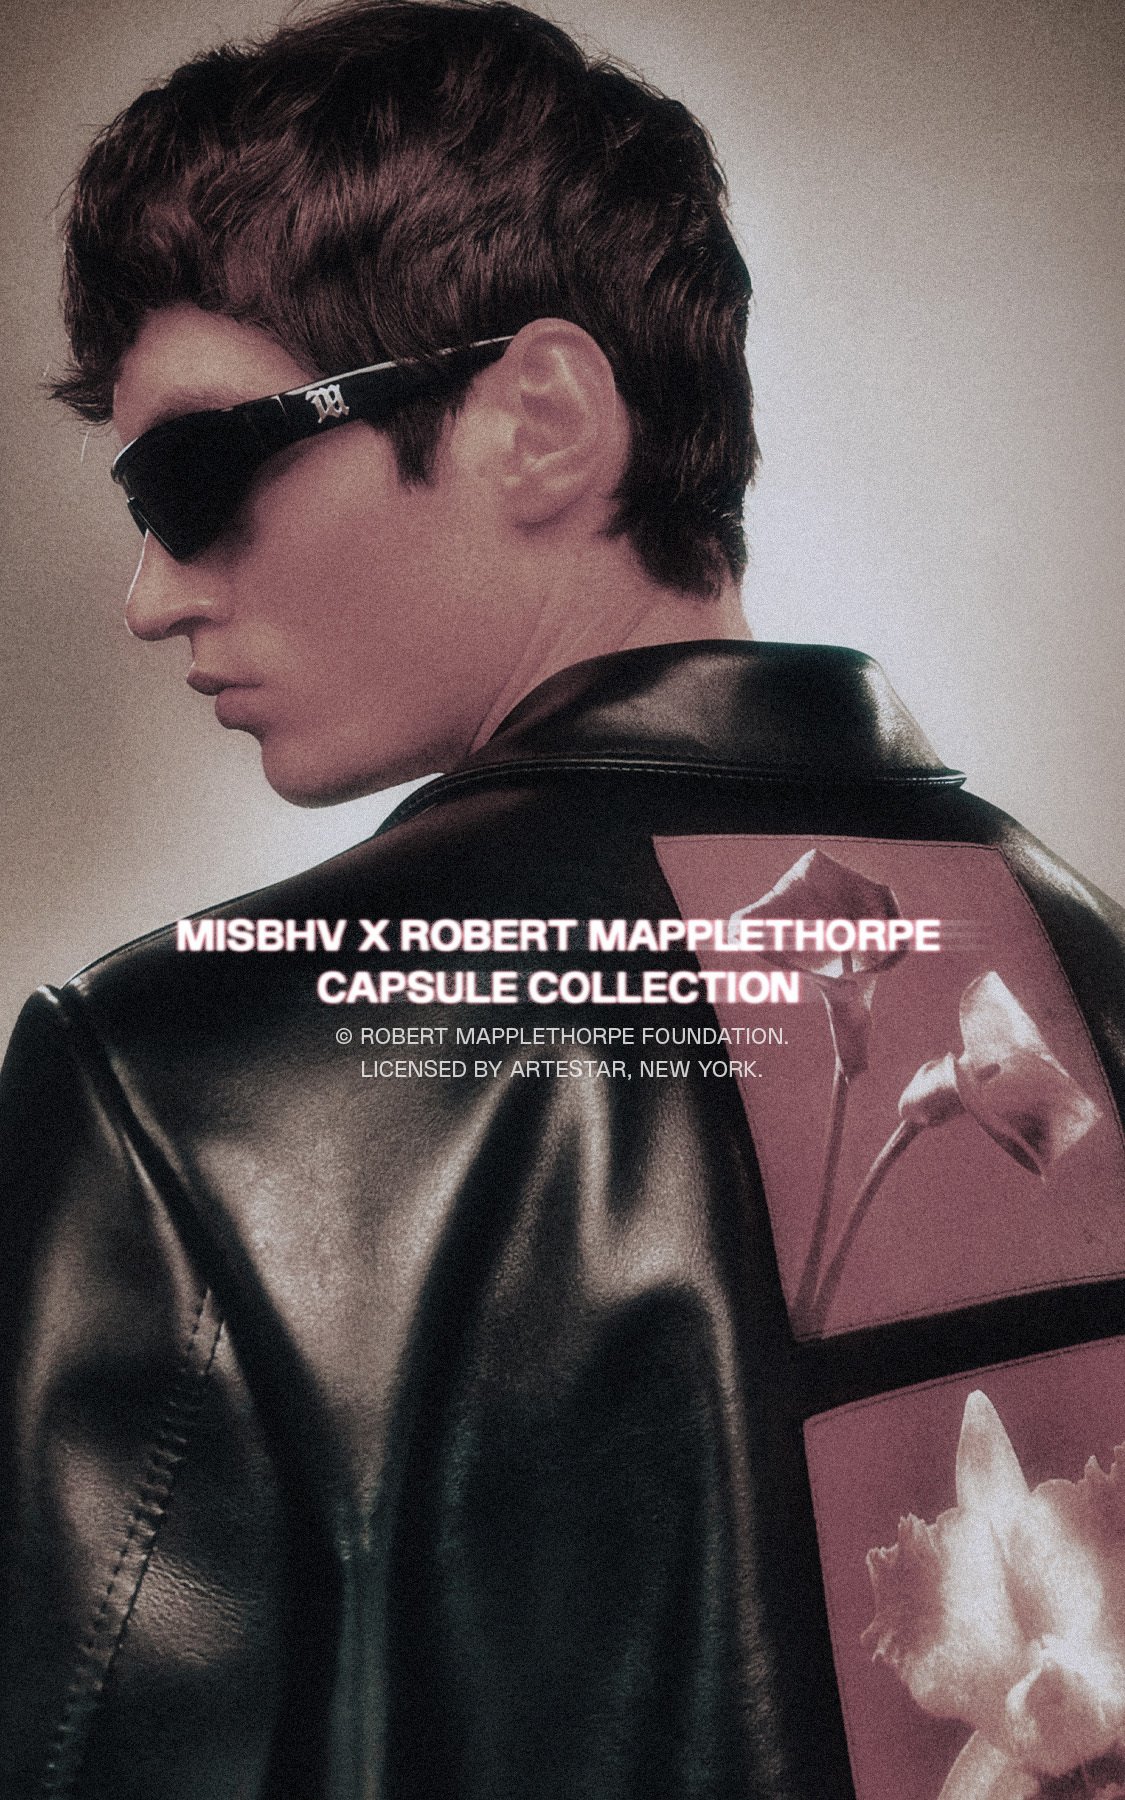 MISBHV X ROBERT MAPPLETHORPE
CAPSULE COLLECTION
© ROBERT MAPPLETHORPE FOUNDATION.
LICENSED BY ARTESTAR, NEW YORK.